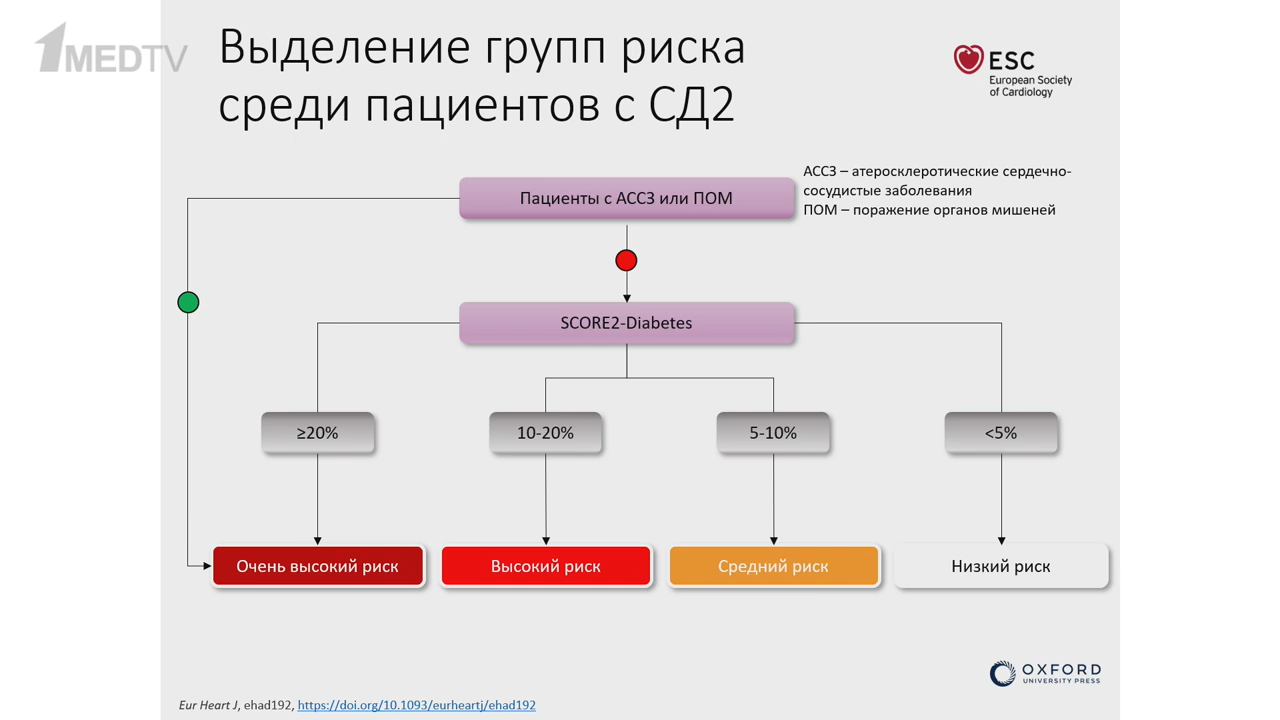 1MEDTV
Выделение групп риска
среди пациентов с СД2
ESC
European Society
of Cardiology
АССЗ – атеросклеротические сердечно-
сосудистые заболевания
ПОМ – поражение органов мишеней
Пациенты с АССЗ или ПОМ
SCORE2-Diabetes
≥20%
10-20%
5-10%
<5%
Очень высокий риск
Высокий риск
Средний риск
Низкий риск
OXFORD
UNIVERSITY PRESS
Eur Heart J, ehad192, https://doi.org/10.1093/eurheartj/ehad192